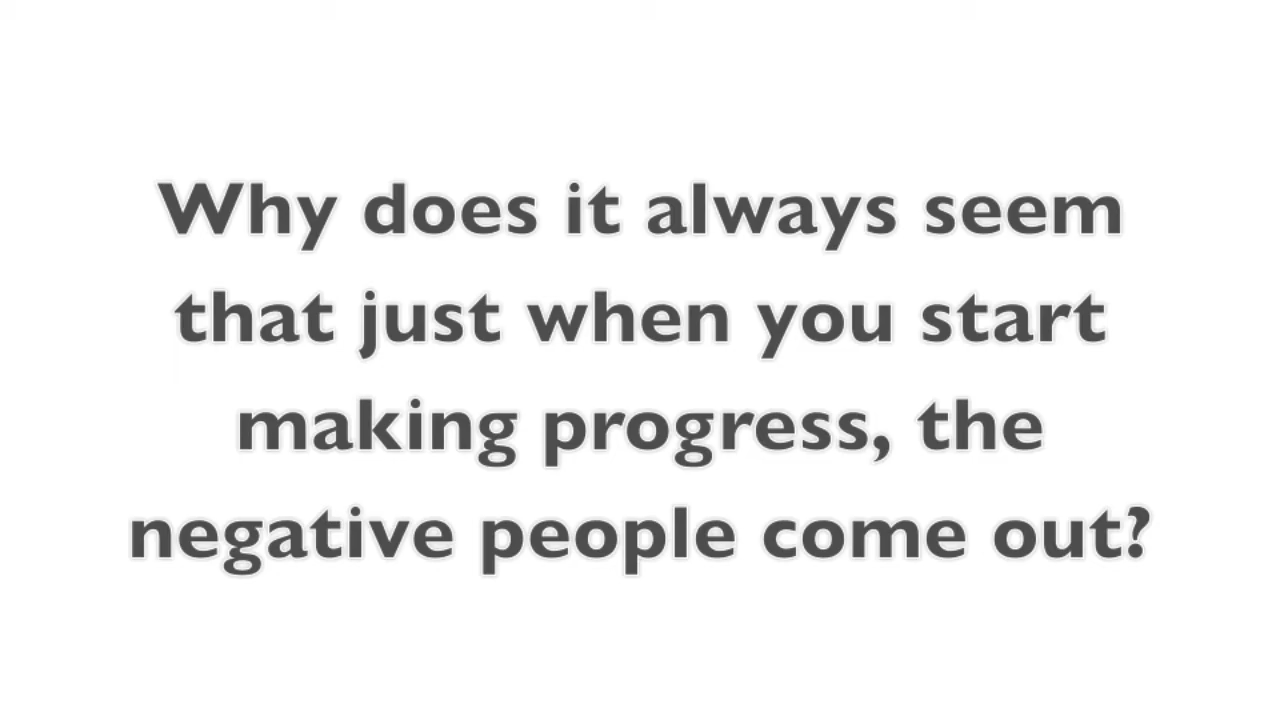 Why does it always seem
that just when you start
making progress, the
negative people come out?